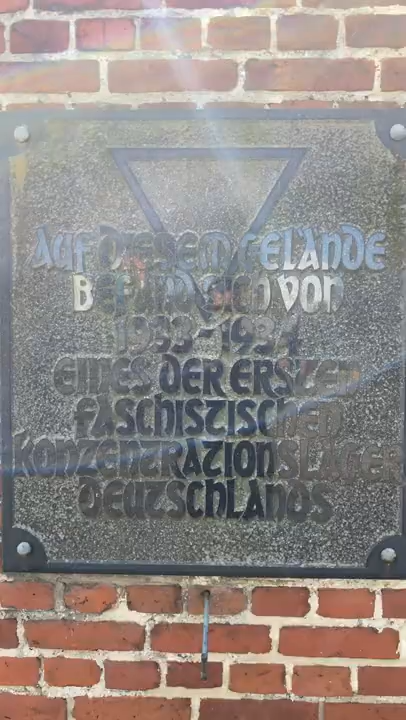 AUF DIESEM GELÄNDE
BEFAND SICH VON
1933-1934
EINES DER ERSTEN
FASCHISTISCHEN
KONZENTRATIONSLAGER
DEUTSCHLANDS